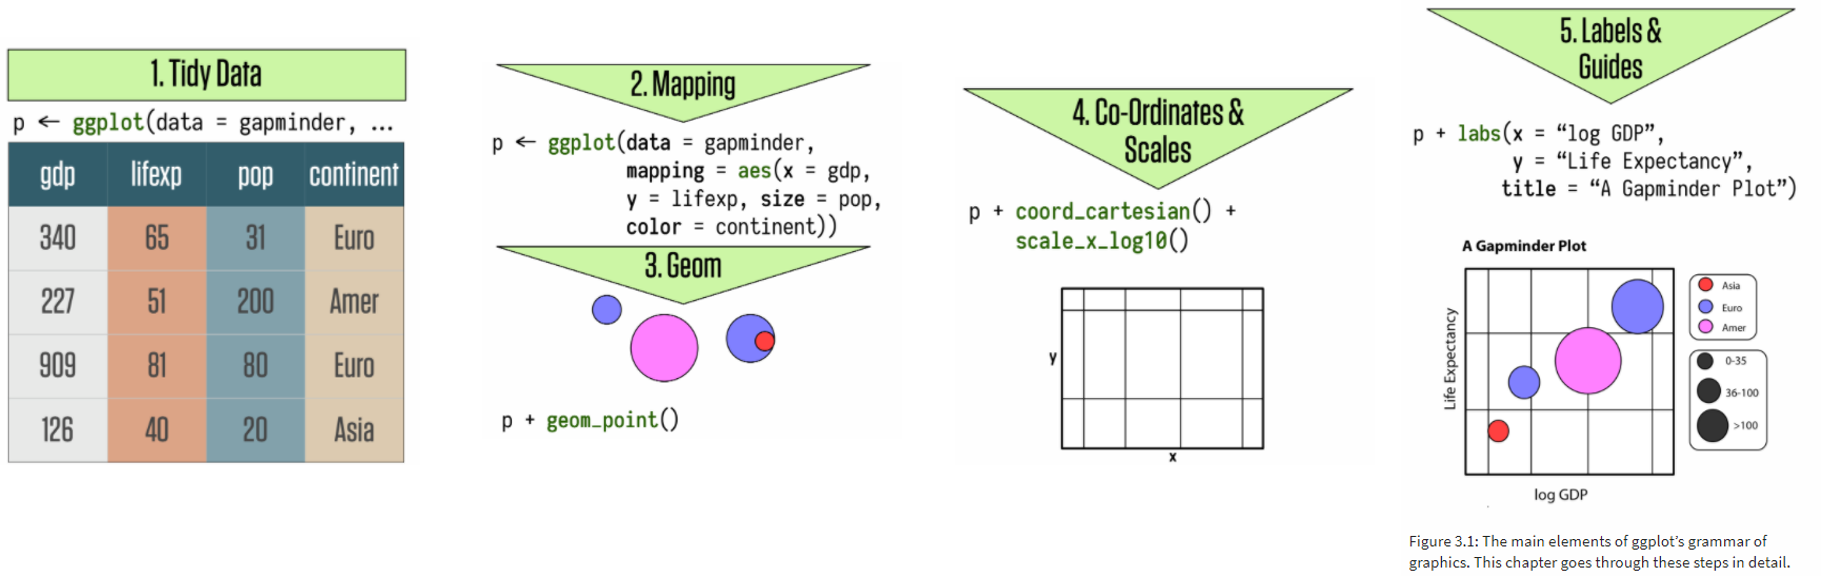 1. Tidy Data
p ← ggplot(data = gapminder, ...
gdp lifexp pop continent
340 65 31 Euro
227 51 200 Amer
909 81 80 Euro
126 40 20 Asia
2. Mapping
p ← ggplot(data = gapminder,
mapping = aes(x = gdp,
y = lifexp, size = pop,
color = continent))
3. Geom
p + geom_point()
4. Co-Ordinates &
Scales
p + coord_cartesian() +
scale_x_log10()
y
x
5. Labels &
Guides
p + labs(x = “log GDP”,
y = “Life Expectancy”,
title = “A Gapminder Plot”)
A Gapminder Plot
Life Expectancy
log GDP
Asia
Euro
Amer
0-35
36-100
>100
Figure 3.1: The main elements of ggplot’s grammar of
graphics. This chapter goes through these steps in detail.